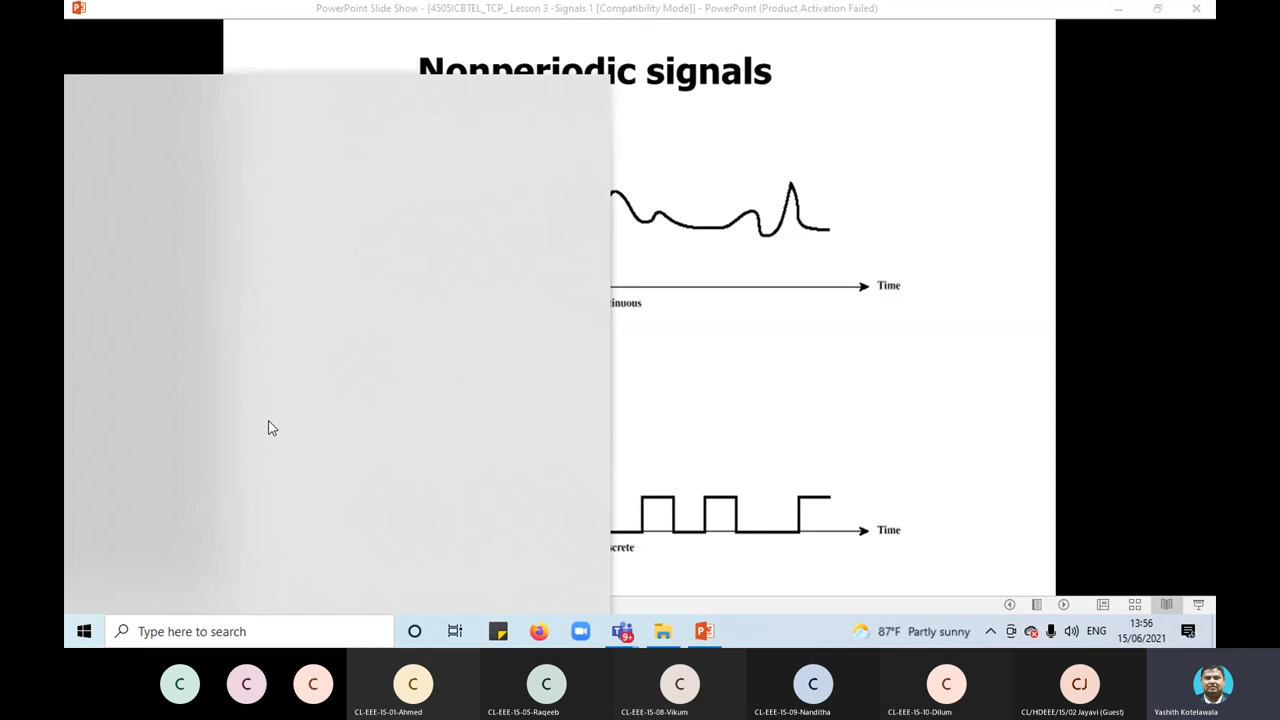 PowerPoint Slide Show - [4505ICBTEL_TCP_ Lesson 3 -Signals 1 [Compatibility Mode]] - PowerPoint (Product Activation Failed)
Nonperiodic signals
Time
inuous
Time
screte
Type here to search
9+
87°F Partly sunny
ENG
13:56
15/06/2021
C
C
C
C
C
C
C
C
CJ
CL-EEE-15-01-Ahmed
CL-EEE-15-05-Raqeeb
CL-EEE-15-08-Vikum
CL-EEE-15-09-Nanditha
CL-EEE-15-10-Dilum
CL/HDEEE/15/02 Jayavi (Guest)
Yashith Kotelawala